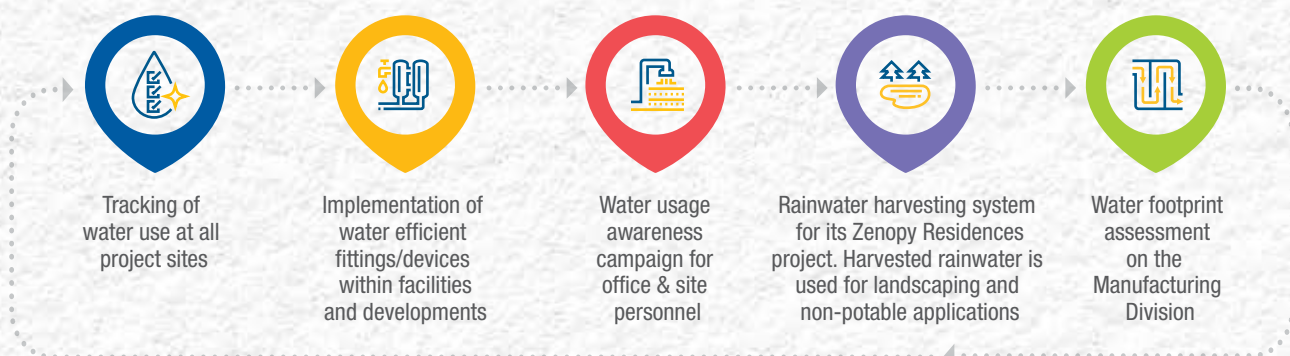 Tracking of
water use at all
project sites
Implementation of
water efficient
fittings/devices
within facilities
and developments
Water usage
awareness
campaign for
office & site
personnel
Rainwater harvesting system
for its Zenopy Residences
project. Harvested rainwater is
used for landscaping and
non-potable applications
Water footprint
assessment
on the
Manufacturing
Division